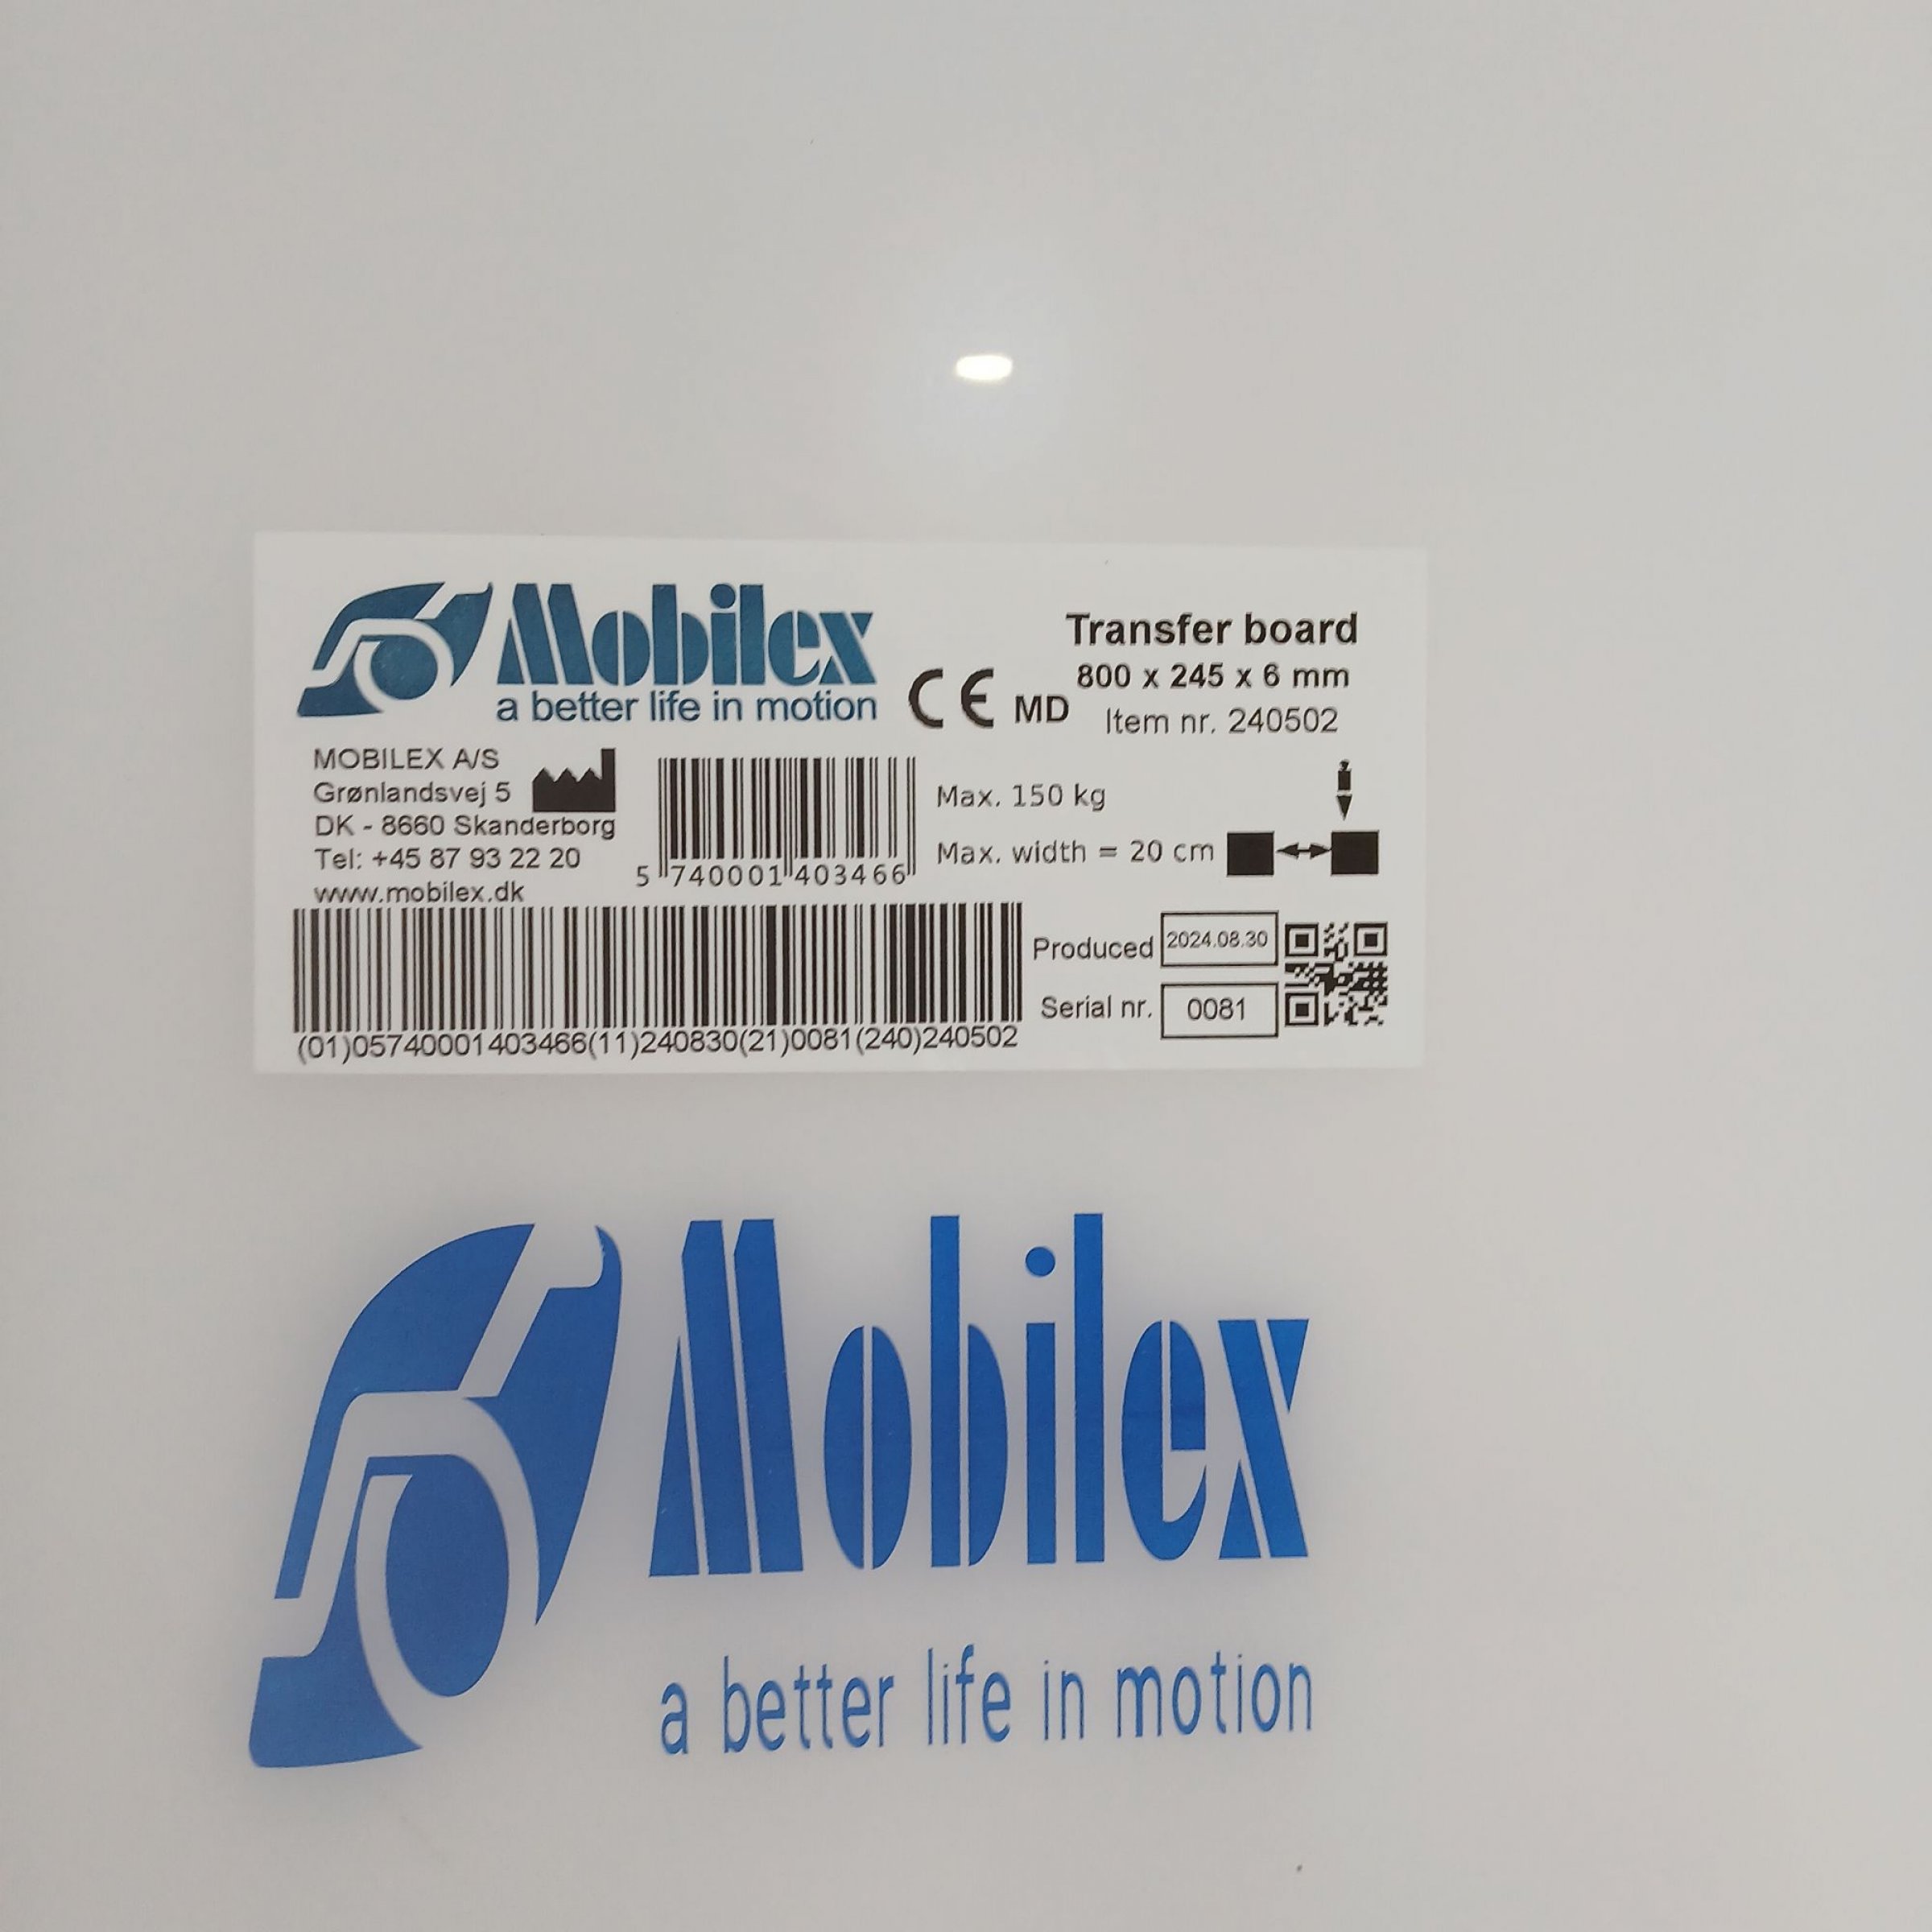 Mobilex
a better life in motion
CE MD
Transfer board
800 x 245 x 6 mm
Item nr. 240502
MOBILEX A/S
Grønlandsvej 5
DK - 8660 Skanderborg
Tel: +45 87 93 22 20
www.mobilex.dk
5 740001 403466
Max. 150 kg
Max. width = 20 cm
(01)05740001403466(11)240830(21)0081(240)240502
Produced 2024.08.30
Serial nr. 0081
Mobilex
a better life in motion